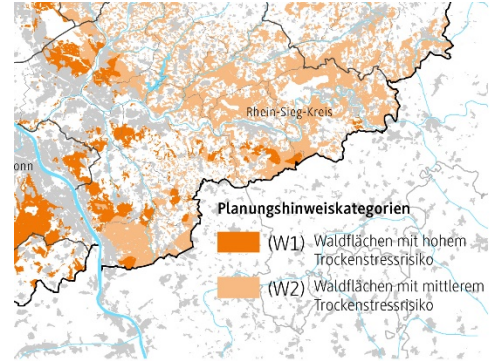 Rhein-Sieg-Kreis
onn
Planungshinweiskategorien
(W1) Waldflächen mit hohem
Trockenstressrisiko
(W2) Waldflächen mit mittlerem
Trockenstressrisiko